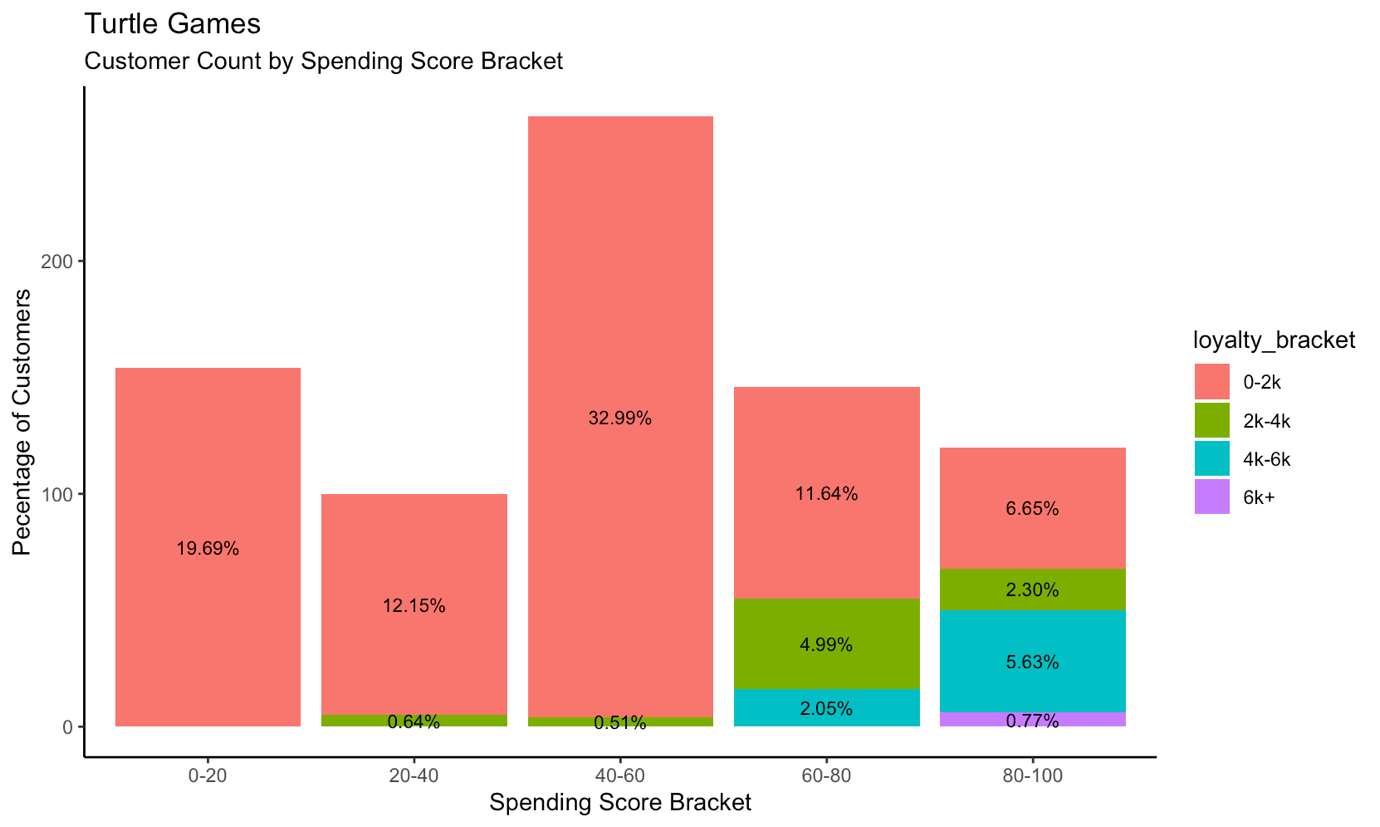 Turtle Games
Customer Count by Spending Score Bracket
Pecentage of Customers
200
100
0
19.69%
12.15%
0.64%
32.99%
0.51%
11.64%
4.99%
2.05%
6.65%
2.30%
5.63%
0.77%
0-20
20-40
40-60
60-80
80-100
Spending Score Bracket
loyalty_bracket
0-2k
2k-4k
4k-6k
6k+